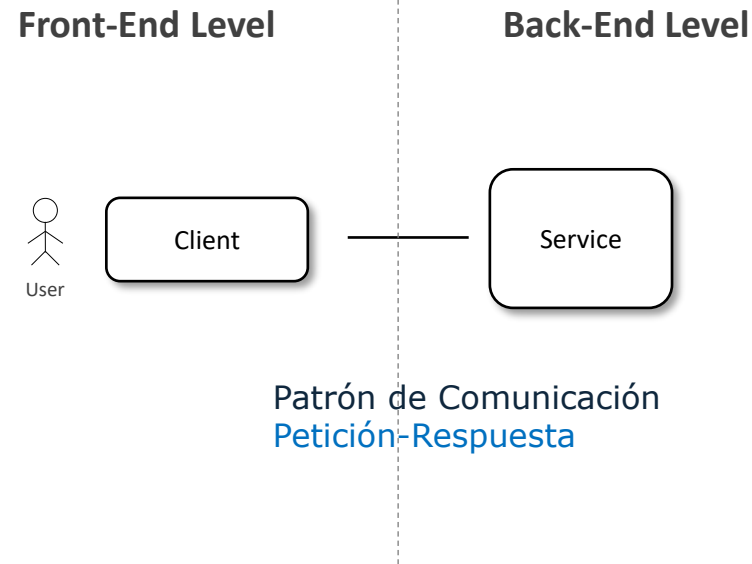 Front-End Level
Back-End Level
Client
Service
User
Patrón de Comunicación
Petición-Respuesta